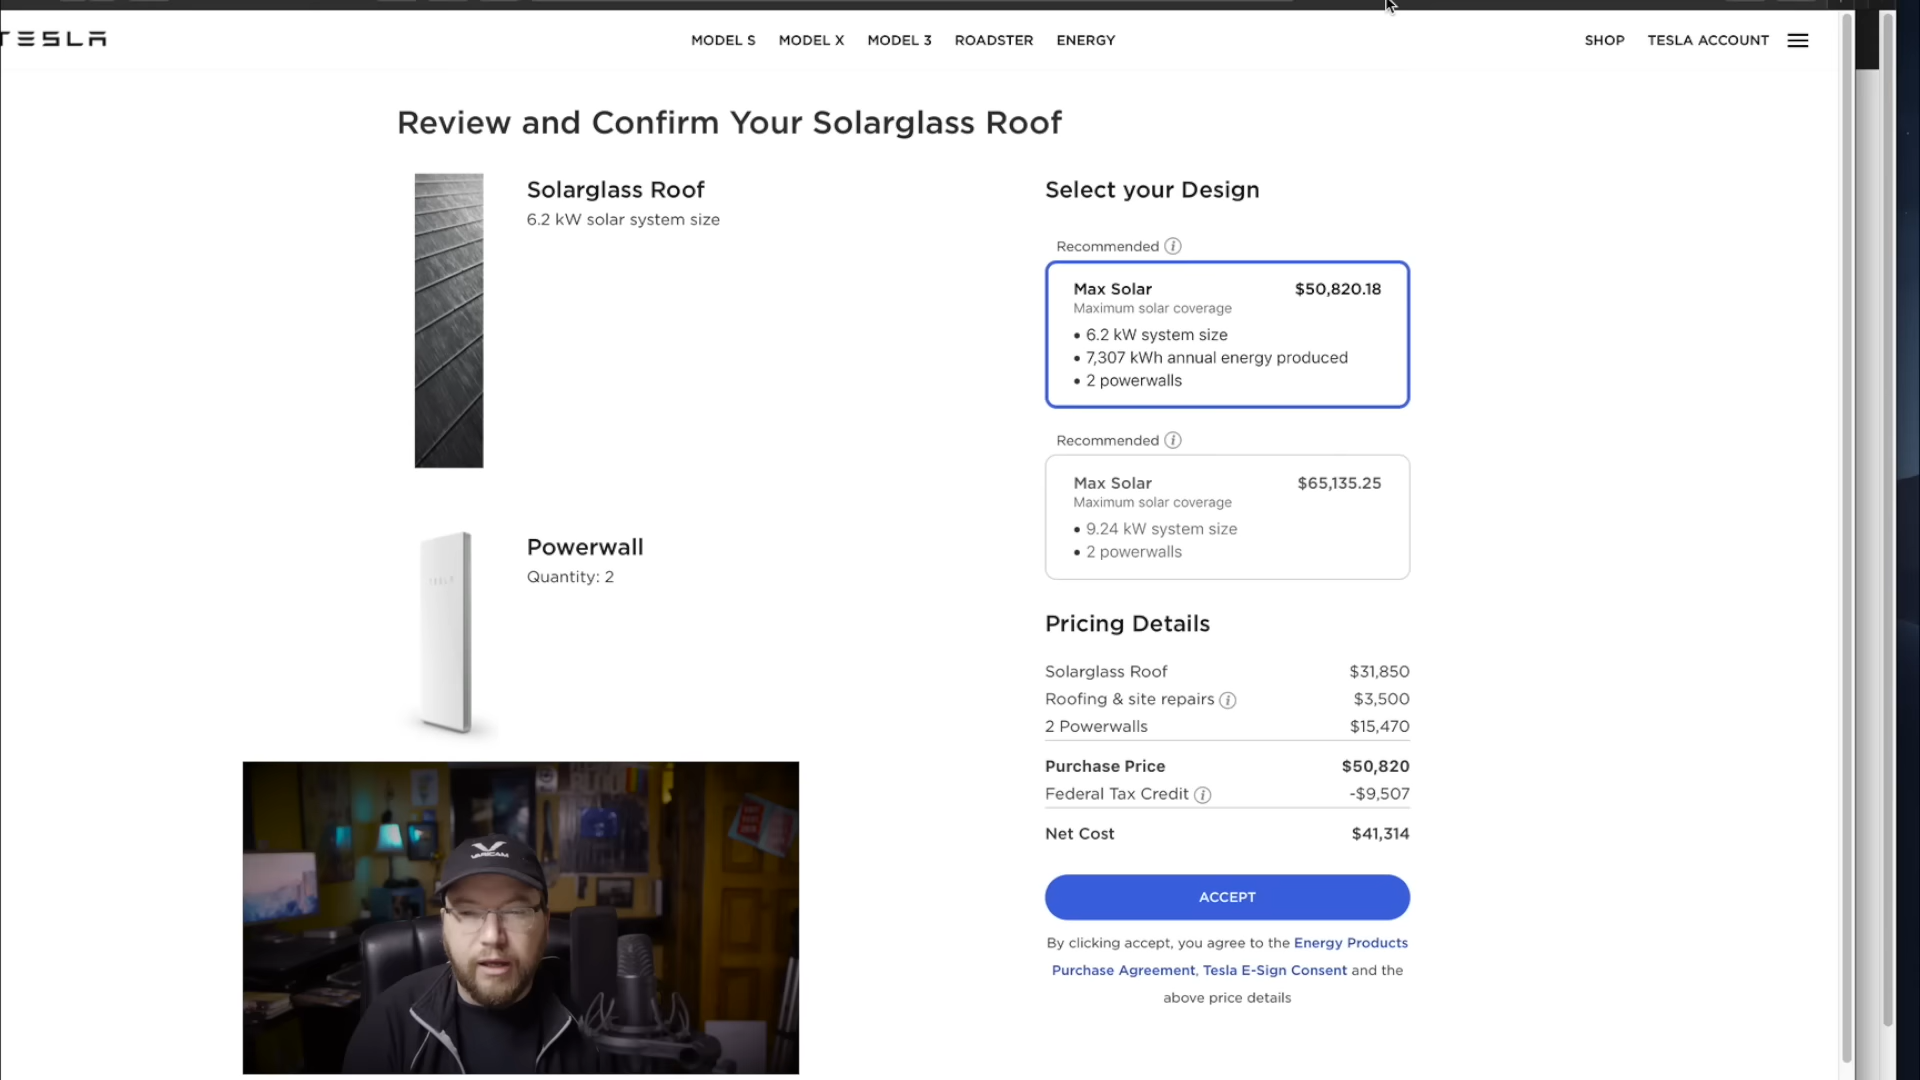 TESLA
MODEL S MODEL X MODEL 3 ROADSTER ENERGY
SHOP TESLA ACCOUNT
Review and Confirm Your Solarglass Roof
Solarglass Roof
6.2 kW solar system size
Powerwall
Quantity: 2
Select your Design
Recommended
Max Solar $50,820.18
Maximum solar coverage
• 6.2 kW system size
• 7,307 kWh annual energy produced
• 2 powerwalls
Recommended
Max Solar $65,135.25
Maximum solar coverage
• 9.24 kW system size
• 2 powerwalls
Pricing Details
Solarglass Roof $31,850
Roofing & site repairs $3,500
2 Powerwalls $15,470
Purchase Price $50,820
Federal Tax Credit -$9,507
Net Cost $41,314
ACCEPT
By clicking accept, you agree to the Energy Products
Purchase Agreement, Tesla E-Sign Consent and the
above price details
TESLA
VARICAM